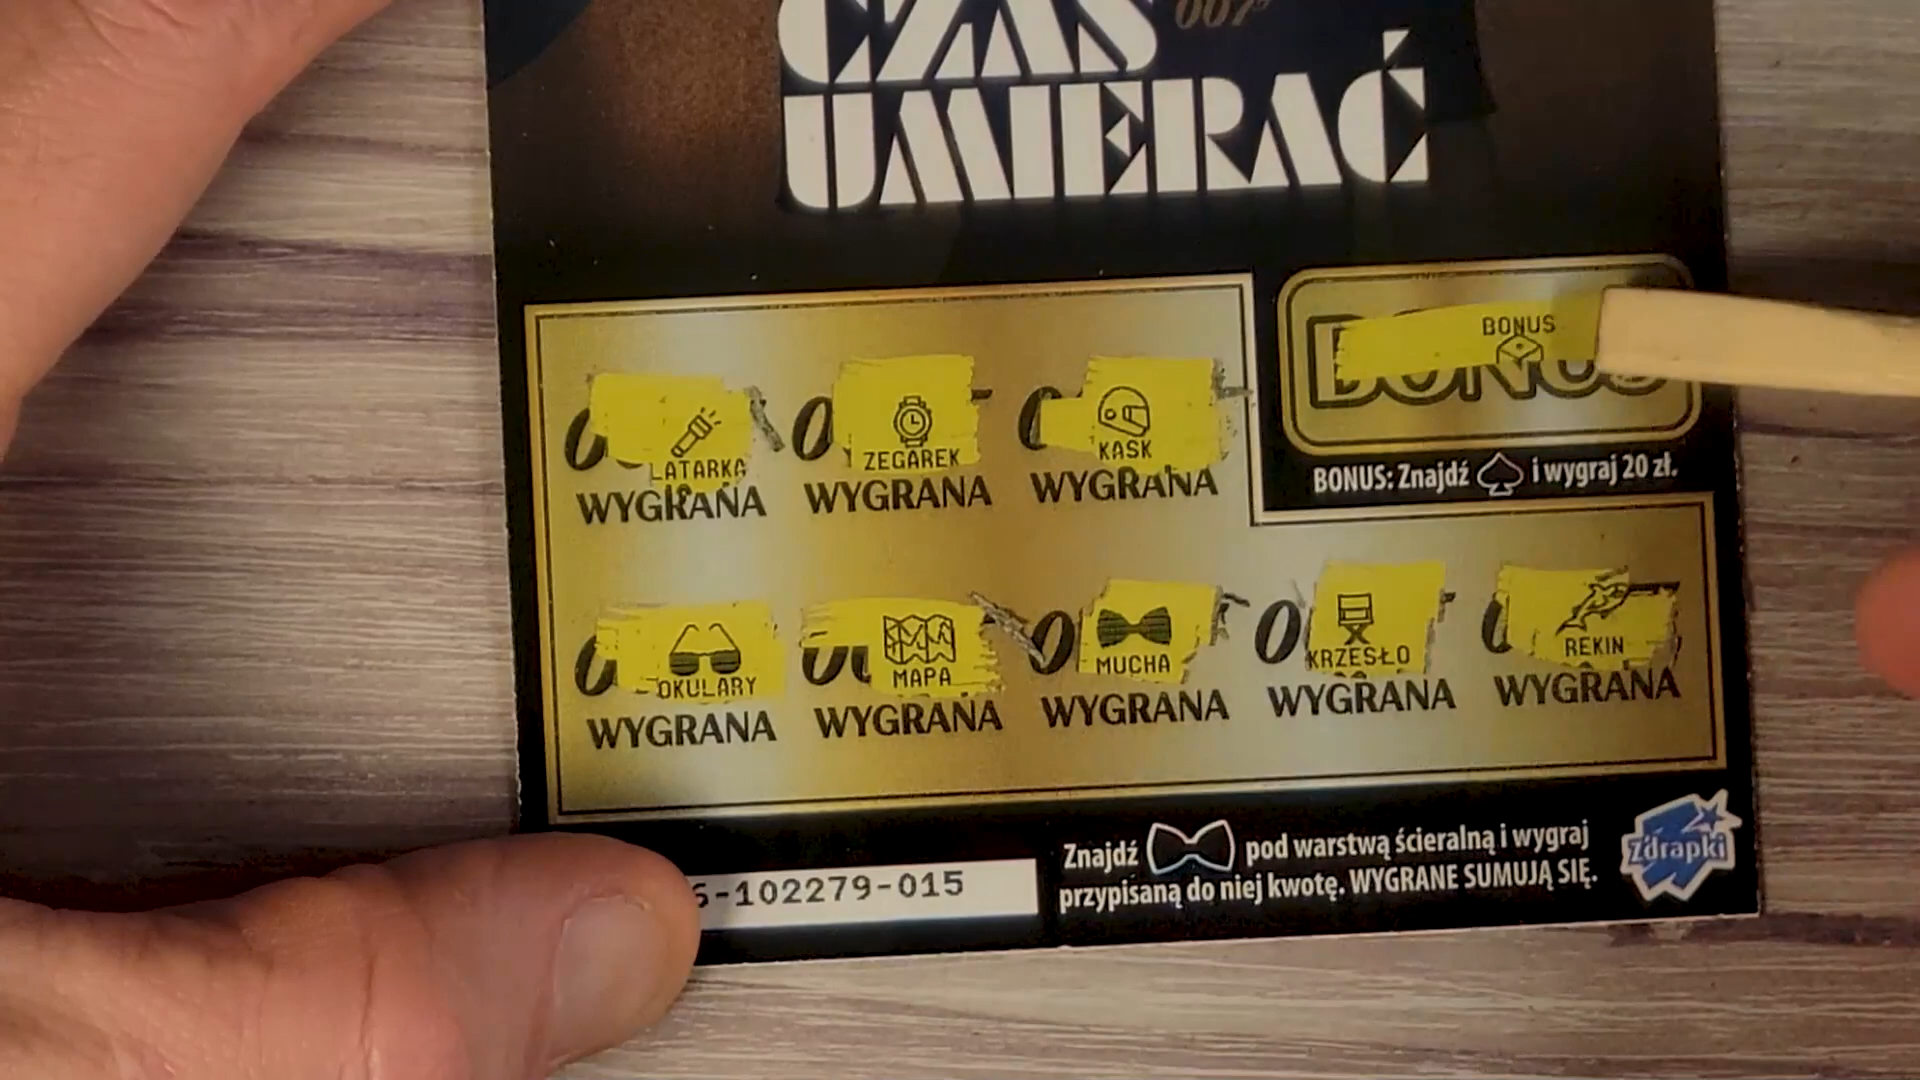 CZAS 007
UMIERAĆ
BONUS
BONUS
LATARKA
ZEGAREK
KASK
WYGRANA
WYGRANA
WYGRANA
BONUS: Znajdź i wygraj 20 zł.
OKULARY
MAPA
MUCHA
KRZESŁO
REKIN
WYGRANA
WYGRANA
WYGRANA
WYGRANA
WYGRANA
Znajdź pod warstwą ścieralną i wygraj
przypisaną do niej kwotę. WYGRANE SUMUJĄ SIĘ.
Zdrapki
-102279-015